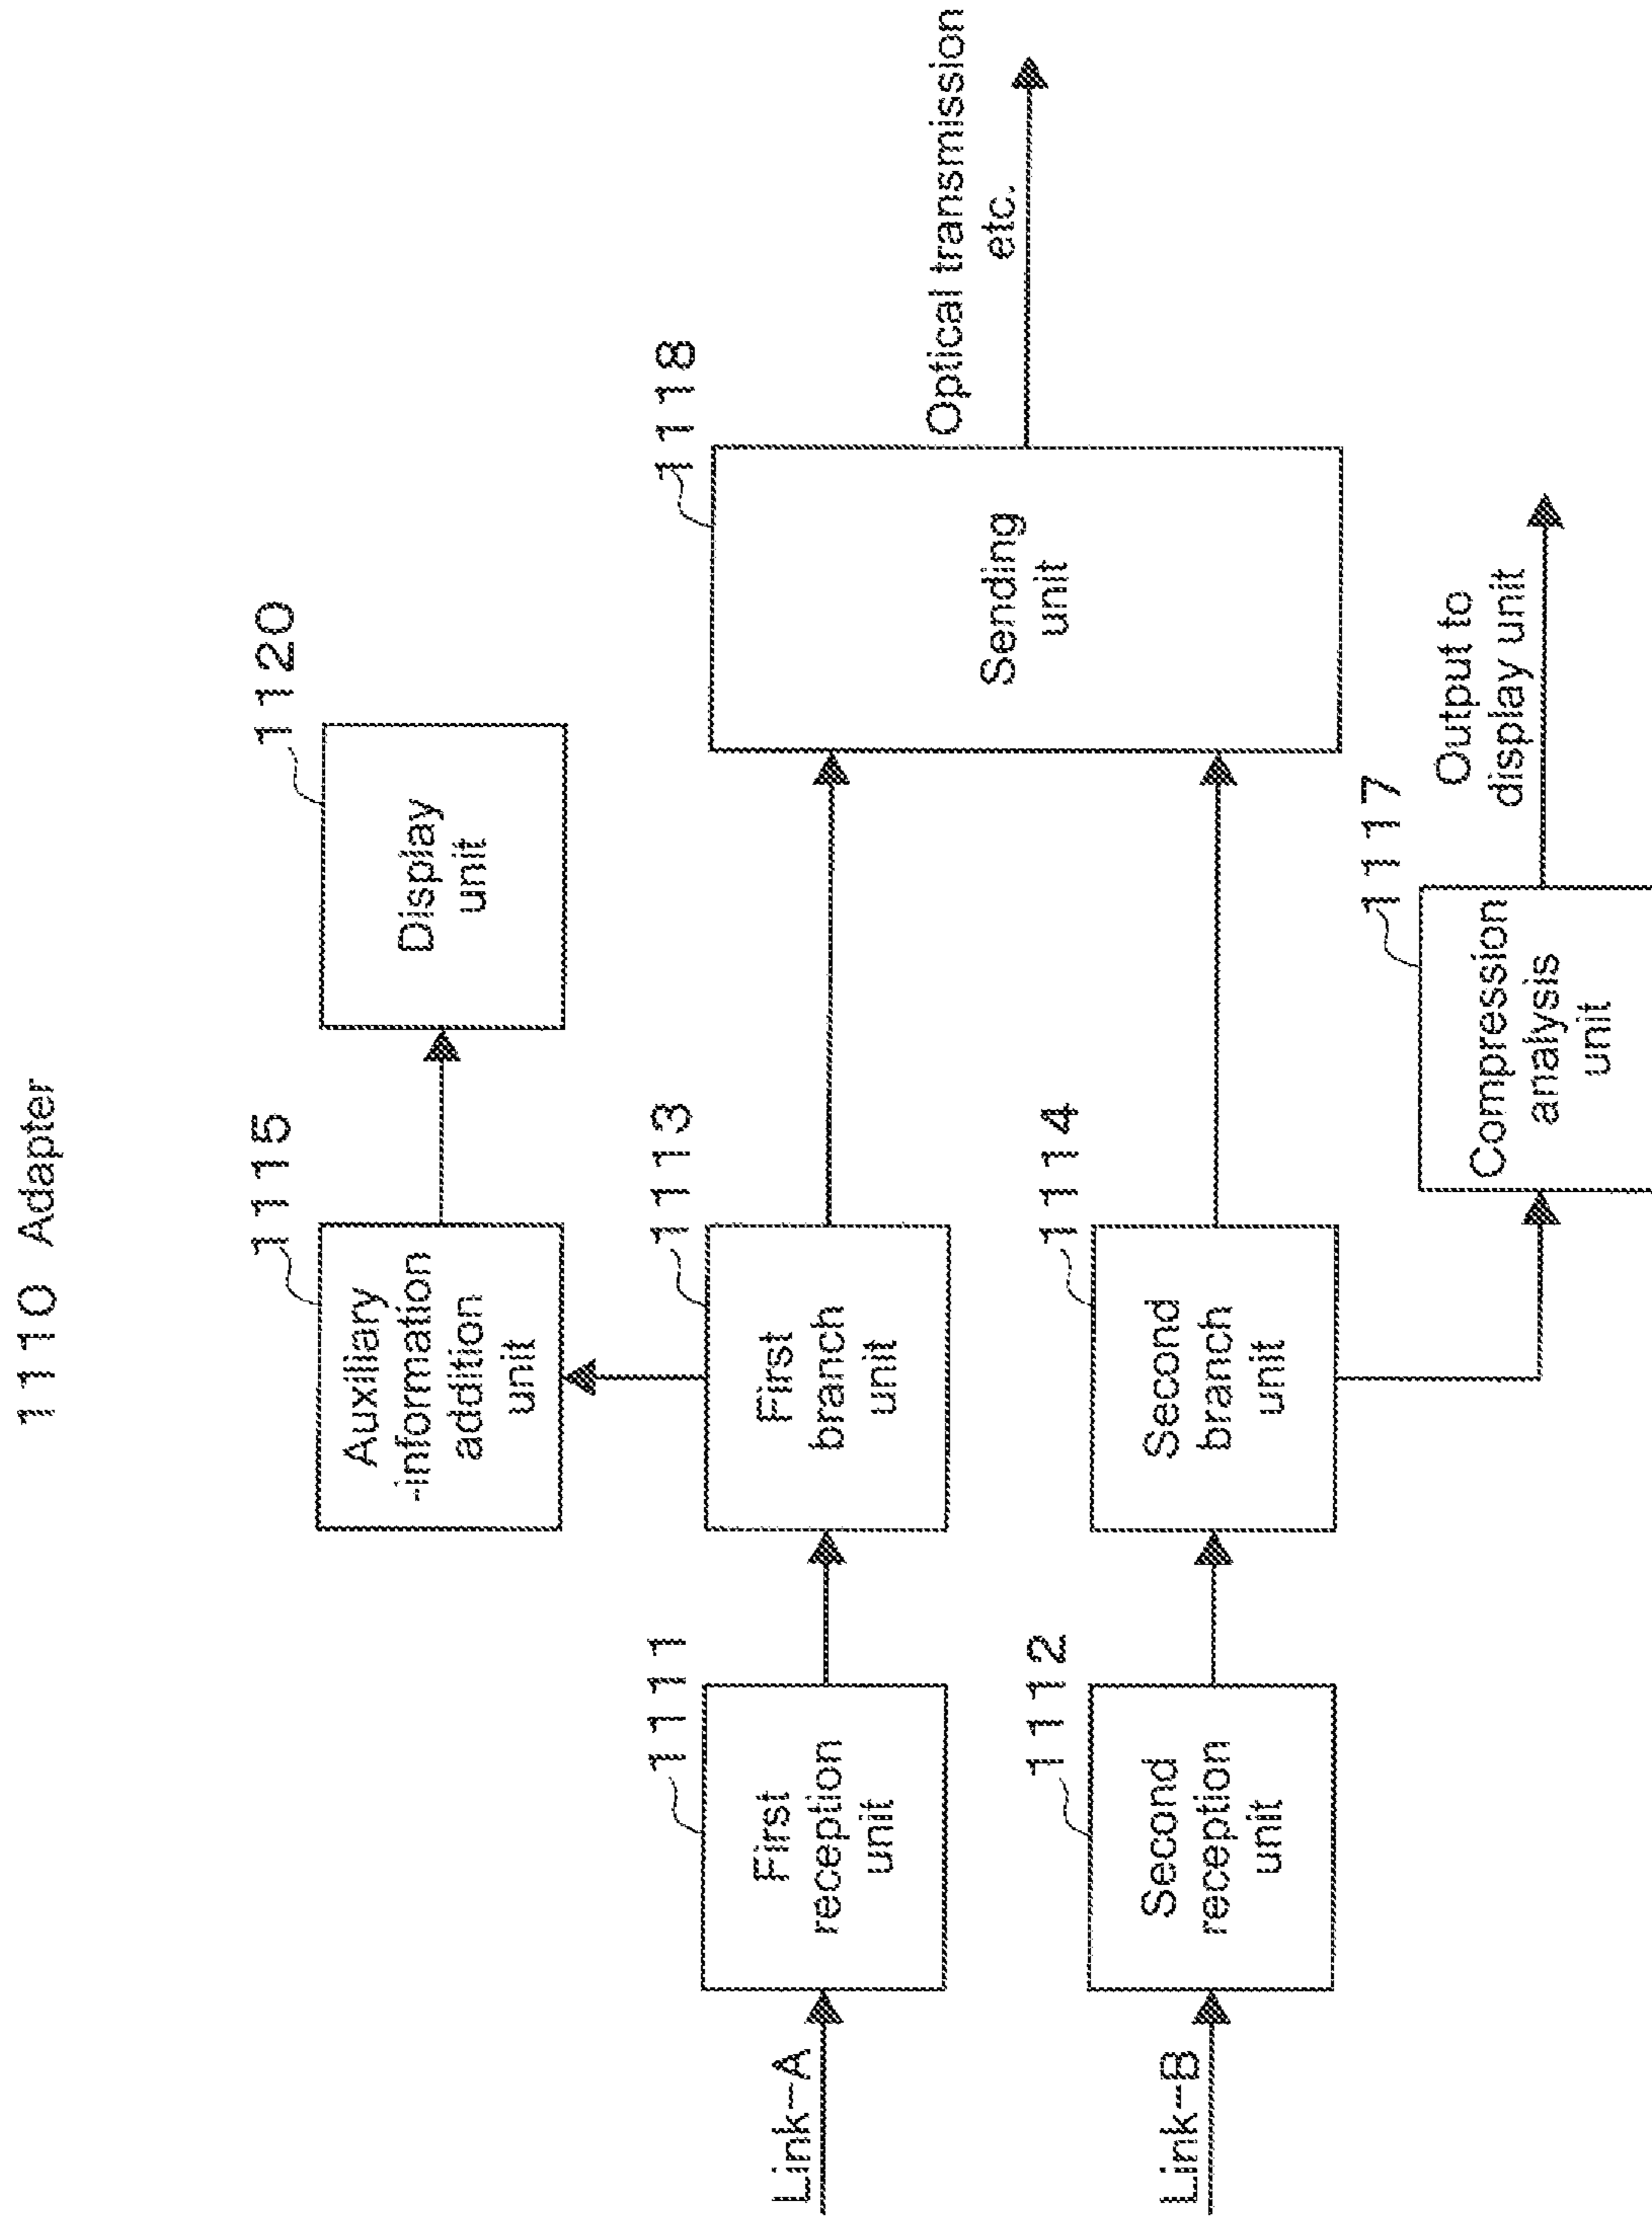 1110 Adapter
1115
Auxiliary
-information
addition
unit
1120
Display
unit
Link-A
1111
First
reception
unit
1113
First
branch
unit
1118
Sending
unit
Optical transmission
etc.
Link-B
1112
Second
reception
unit
1114
Second
branch
unit
1117
Compression
analysis
unit
Output to
display unit